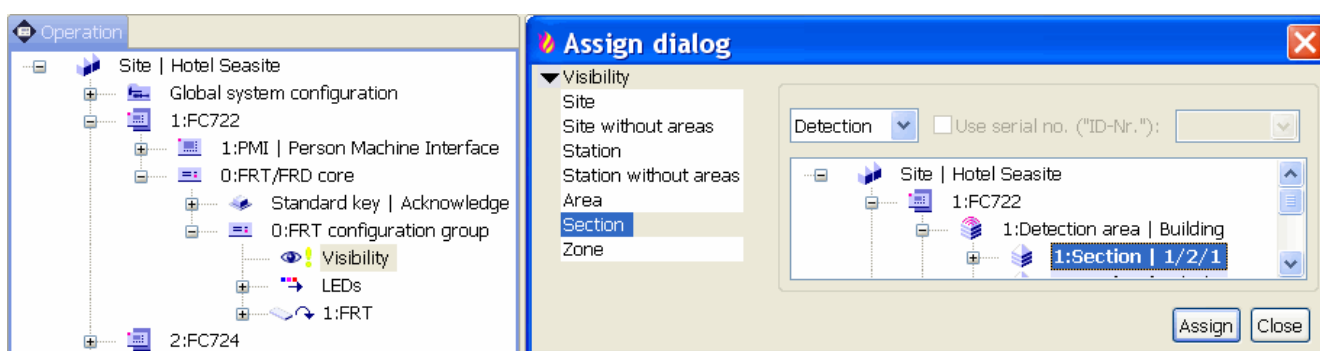 Operation
Site | Hotel Seasite
Global system configuration
1:FC722
1:PMI | Person Machine Interface
0:FRT/FRD core
Standard key | Acknowledge
0:FRT configuration group
Visibility
LEDs
1:FRT
2:FC724
Assign dialog
Visibility
Site
Site without areas
Station
Station without areas
Area
Section
Zone
Detection
Use serial no. ("ID-Nr."):
Site | Hotel Seasite
1:FC722
1:Detection area | Building
1:Section | 1/2/1
Assign
Close